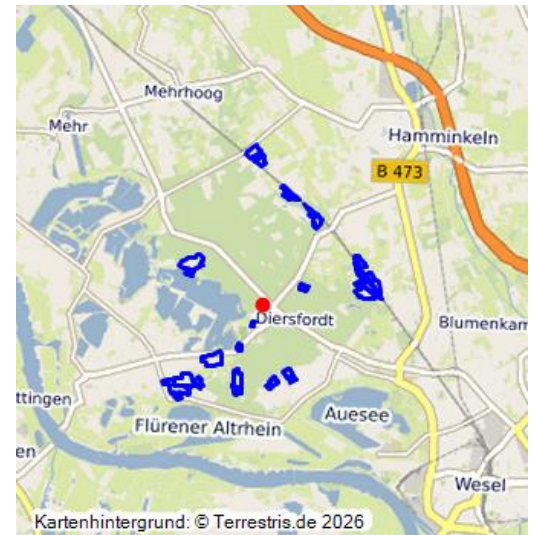 Mehrhoog
Mehr
Hamminkeln
B 473
Diersfordt
Blumenkam
ttingen
Auesee
Flürener Altrhein
en
Wesel
Kartenhintergrund: © Terrestris.de 2026